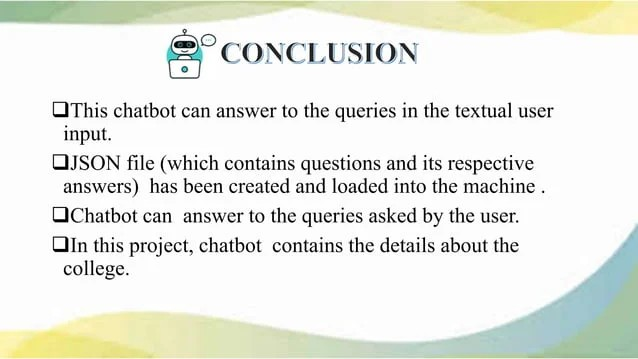 CONCLUSION
❑This chatbot can answer to the queries in the textual user
input.
❑JSON file (which contains questions and its respective
answers)  has been created and loaded into the machine .
❑Chatbot can  answer to the queries asked by the user.
❑In this project, chatbot  contains the details about the
college.